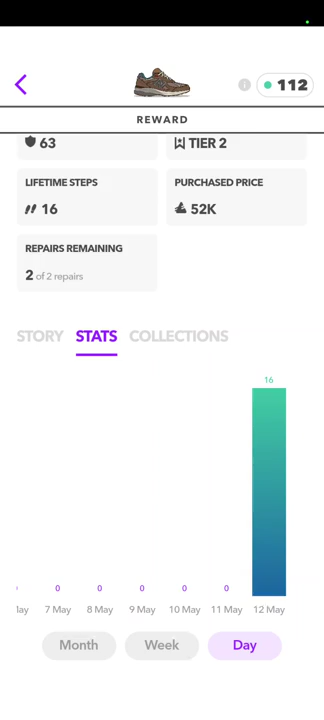 112
REWARD
63
TIER 2
LIFETIME STEPS
PURCHASED PRICE
16
52K
REPAIRS REMAINING
2 of 2 repairs
STORY STATS COLLECTIONS
16
0 0 0 0 0
7 May 8 May 9 May 10 May 11 May 12 May
Month Week Day